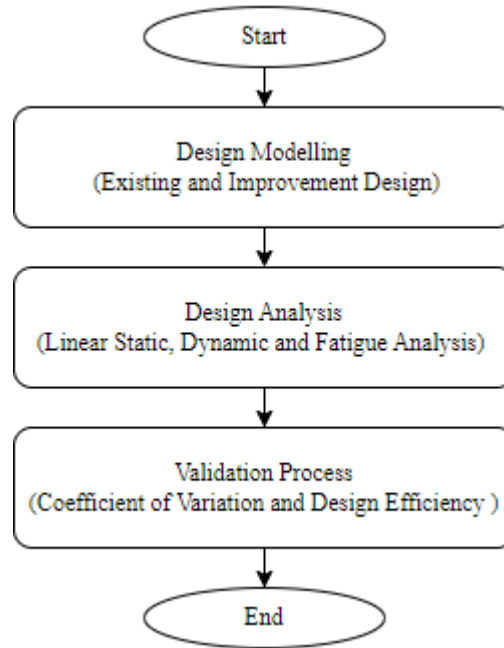 Start
Design Modelling
(Existing and Improvement Design)
Design Analysis
(Linear Static, Dynamic and Fatigue Analysis)
Validation Process
(Coefficient of Variation and Design Efficiency )
End